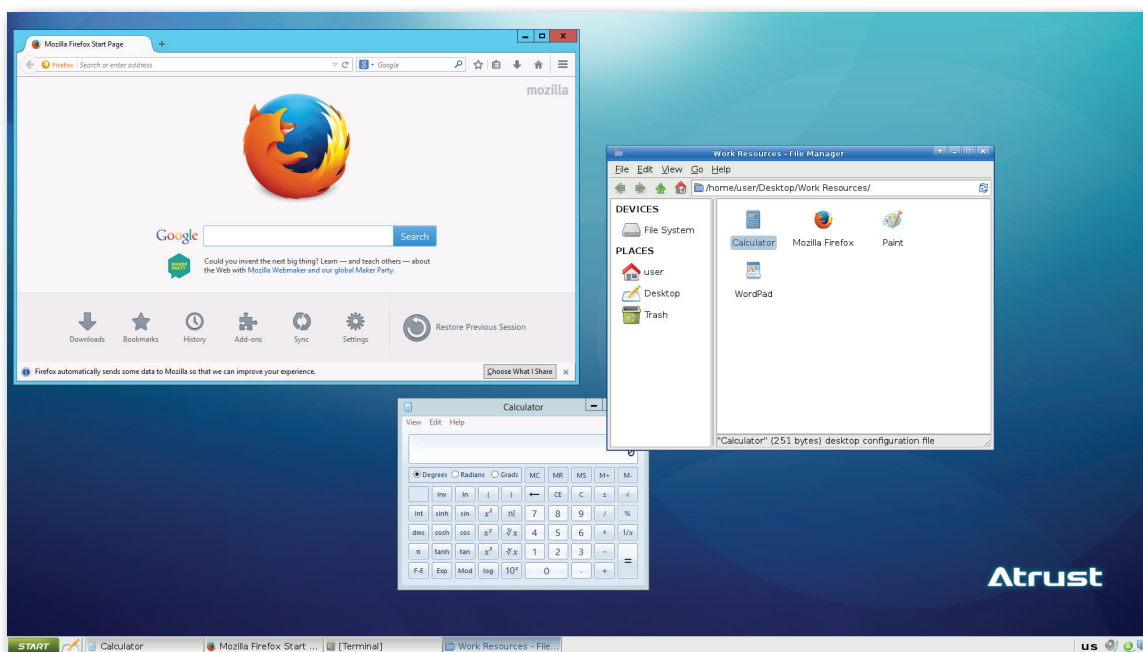 Mozilla Firefox Start Page
Firefox Search or enter address
Google
mozilla
Google
Search
Could you invent the next big thing? Learn — and teach others — about
the Web with Mozilla Webmaker and our global Maker Party.
MAKER
PARTY
Downloads Bookmarks History Add-ons Sync Settings
Restore Previous Session
Firefox automatically sends some data to Mozilla so that we can improve your experience.
Choose What I Share
Work Resources - File Manager
File Edit View Go Help
/home/user/Desktop/Work Resources/
DEVICES
File System
PLACES
user
Desktop
Trash
Calculator Mozilla Firefox Paint
WordPad
"Calculator" (251 bytes) desktop configuration file
Calculator
View Edit Help
0
Degrees Radians Grads MC MR MS M+ M-
Inv ln ( ) ← CE C ± √
Int sinh sin x² n! 7 8 9 / %
dms cosh cos xʸ ʸ√x 4 5 6 * 1/x
π tanh tan x³ ³√x 1 2 3 - =
F-E Exp Mod log 10ˣ 0 . +
Atrust
START Calculator Mozilla Firefox Start ... [Terminal] Work Resources - File... us